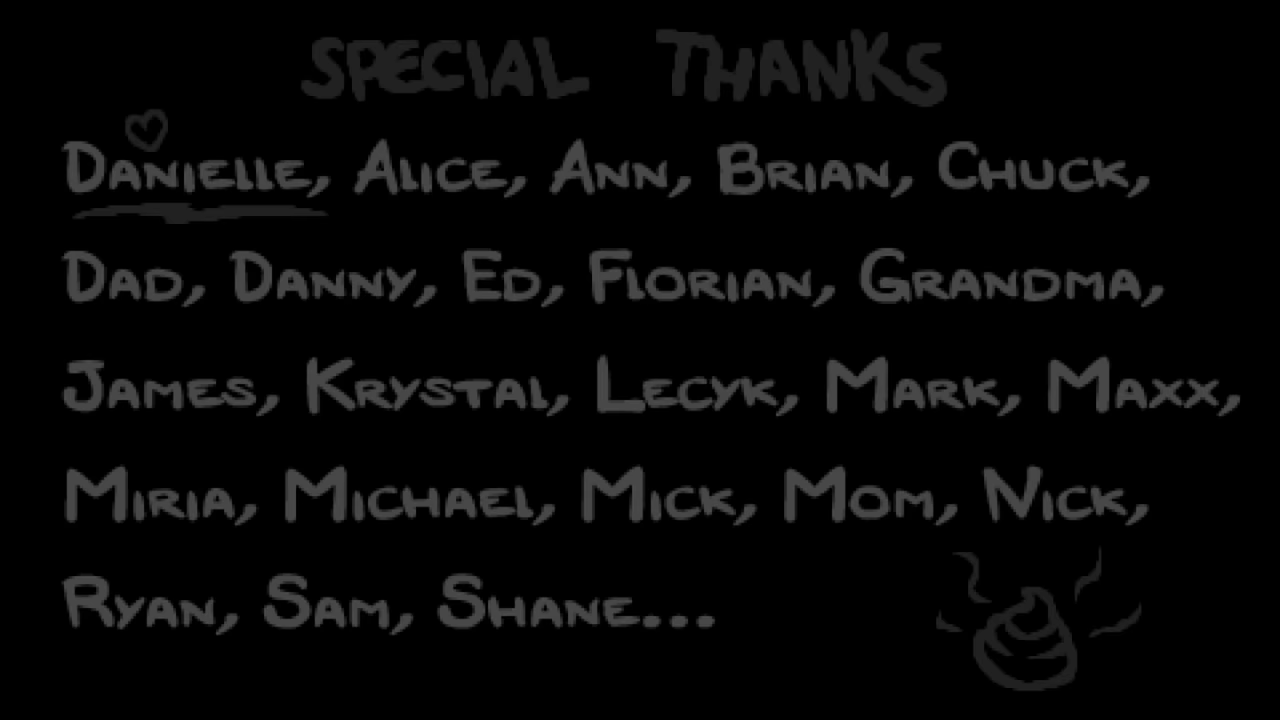 SPECIAL THANKS
DANIELLE, ALICE, ANN, BRIAN, CHUCK,
DAD, DANNY, ED, FLORIAN, GRANDMA,
JAMES, KRYSTAL, LECYK, MARK, MAXX,
MIRIA, MICHAEL, MICK, MOM, NICK,
RYAN, SAM, SHANE...